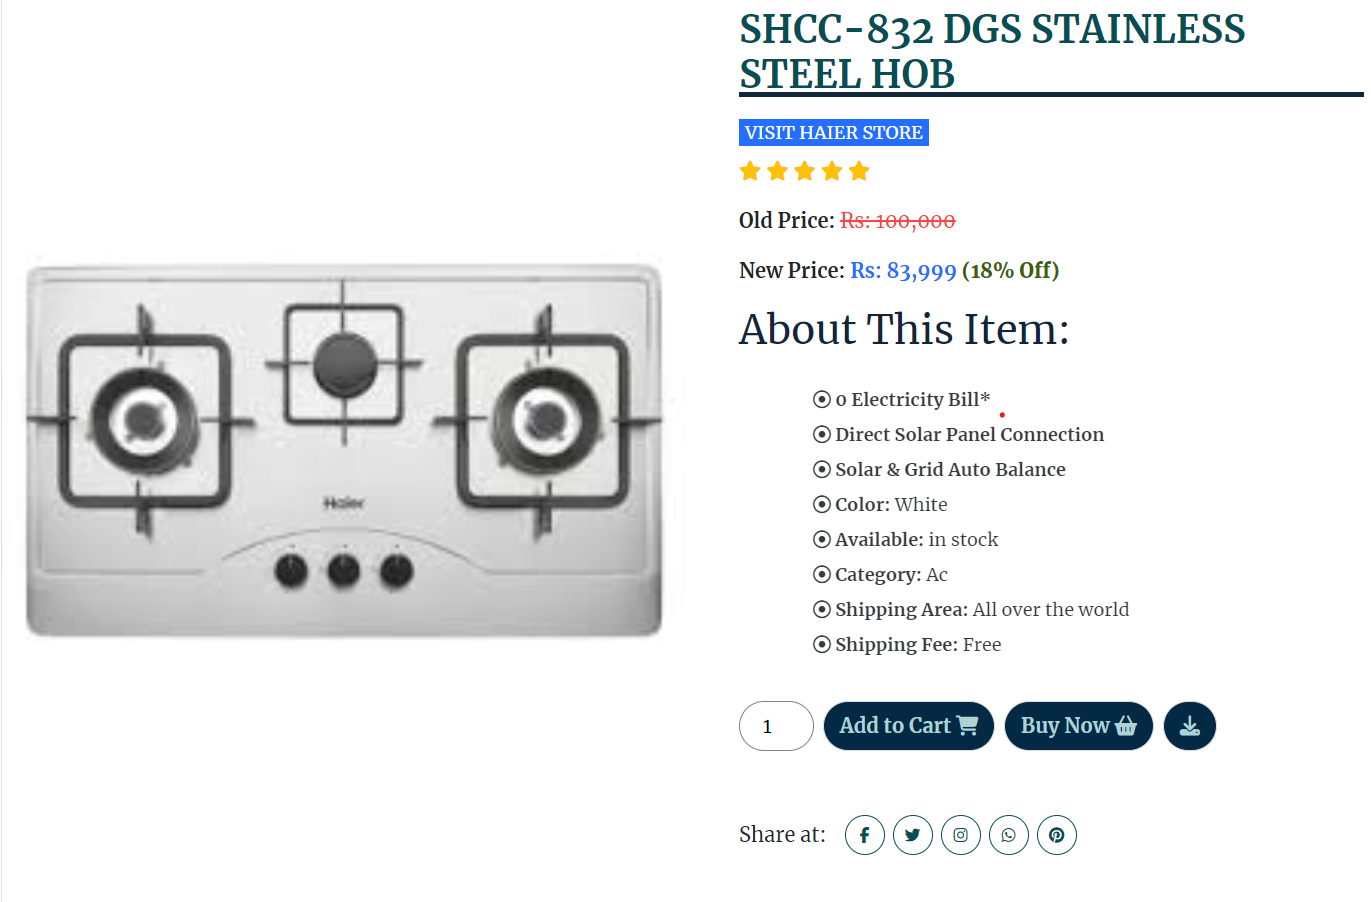 SHCC-832 DGS STAINLESS
STEEL HOB
VISIT HAIER STORE
Old Price: Rs: 100,000
New Price: Rs: 83,999 (18% Off)
About This Item:
0 Electricity Bill*
Direct Solar Panel Connection
Solar & Grid Auto Balance
Color: White
Available: in stock
Category: Ac
Shipping Area: All over the world
Shipping Fee: Free
Haier
1 Add to Cart Buy Now
Share at: